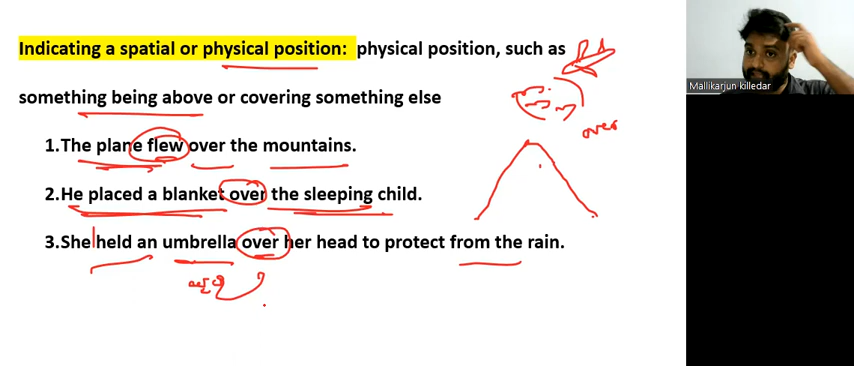 Indicating a spatial or physical position: physical position, such as
something being above or covering something else
1.The plane flew over the mountains.
2.He placed a blanket over the sleeping child.
3.She held an umbrella over her head to protect from the rain.
over
Mallikarjun killedar